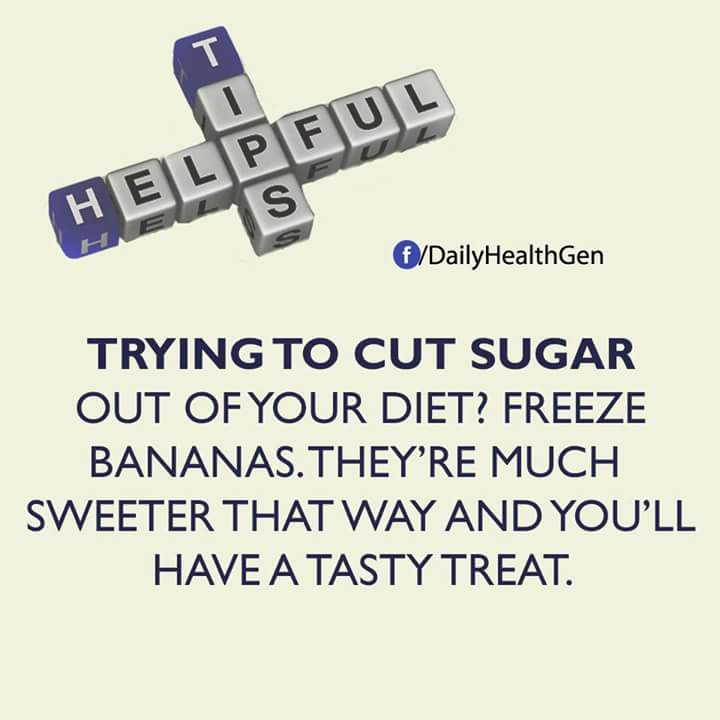 TIPS
HELPFUL
f/DailyHealthGen
TRYING TO CUT SUGAR
OUT OF YOUR DIET? FREEZE
BANANAS. THEY'RE MUCH
SWEETER THAT WAY AND YOU'LL
HAVE A TASTY TREAT.